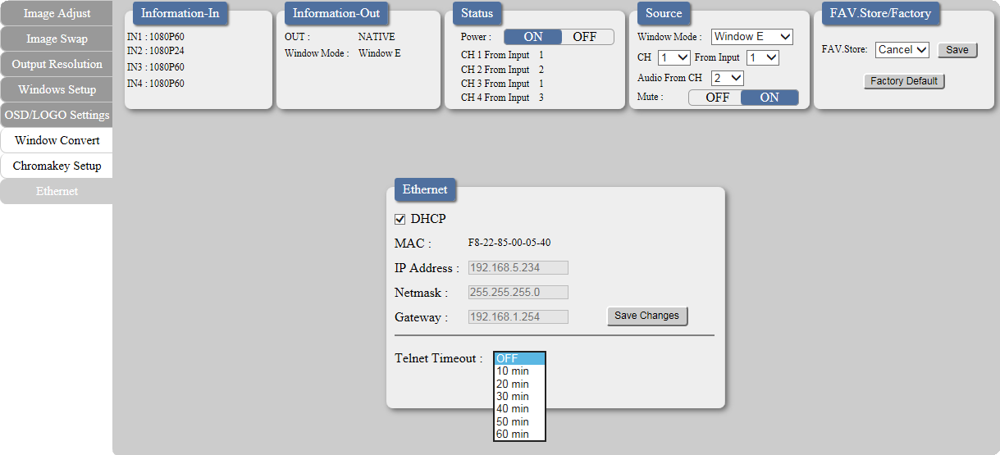 Image Adjust
Image Swap
Output Resolution
Windows Setup
OSD/LOGO Settings
Window Convert
Chromakey Setup
Ethernet
Information-In
IN1 : 1080P60
IN2 : 1080P24
IN3 : 1080P60
IN4 : 1080P60
Information-Out
OUT : NATIVE
Window Mode : Window E
Status
Power : ON OFF
CH 1 From Input 1
CH 2 From Input 2
CH 3 From Input 1
CH 4 From Input 3
Source
Window Mode : Window E
CH 1 From Input 1
Audio From CH 2
Mute : OFF ON
FAV.Store/Factory
FAV.Store: Cancel Save
Factory Default
Ethernet
DHCP
MAC : F8-22-85-00-05-40
IP Address : 192.168.5.234
Netmask : 255.255.255.0
Gateway : 192.168.1.254 Save Changes
Telnet Timeout : OFF
10 min
20 min
30 min
40 min
50 min
60 min